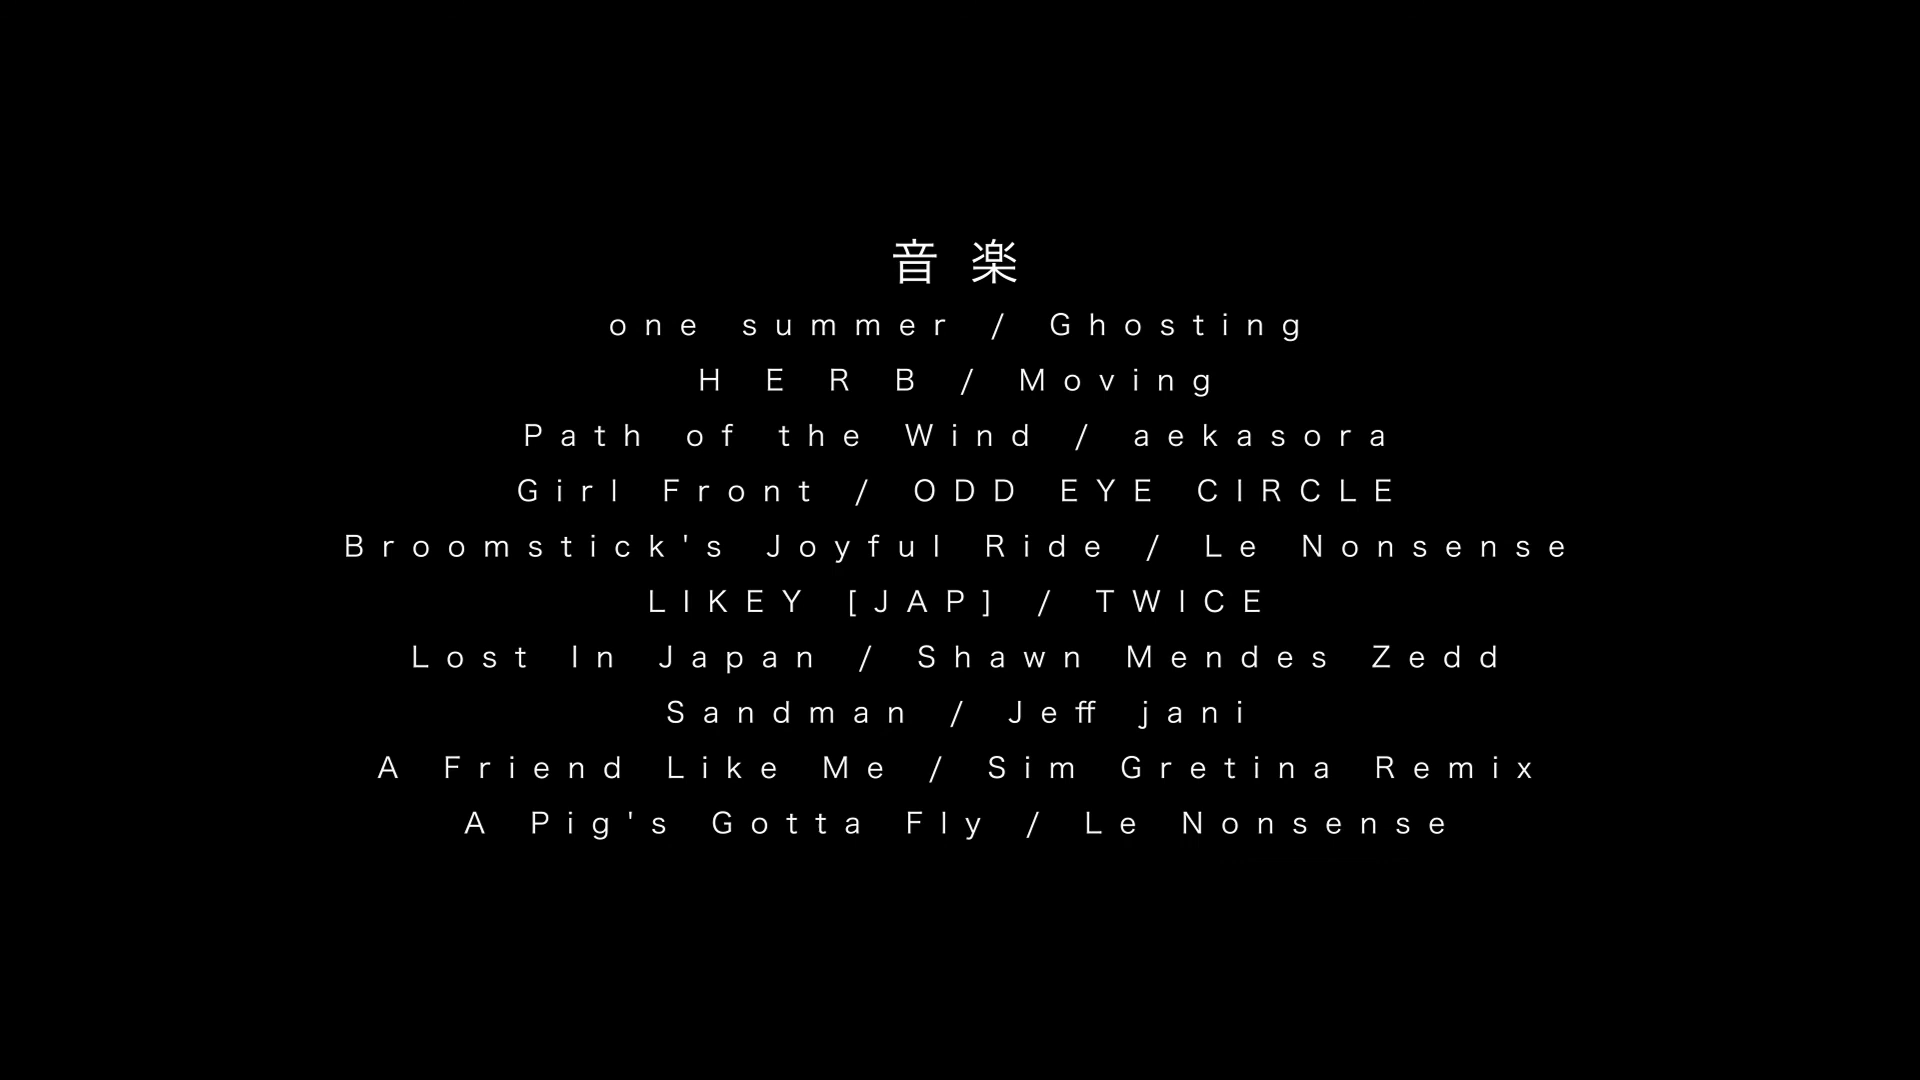 音楽
one summer / Ghosting
H E R B / Moving
Path of the Wind / aekasora
Girl Front / ODD EYE CIRCLE
Broomstick's Joyful Ride / Le Nonsense
LIKEY [JAP] / TWICE
Lost In Japan / Shawn Mendes Zedd
Sandman / Jeff jani
A Friend Like Me / Sim Gretina Remix
A Pig's Gotta Fly / Le Nonsense